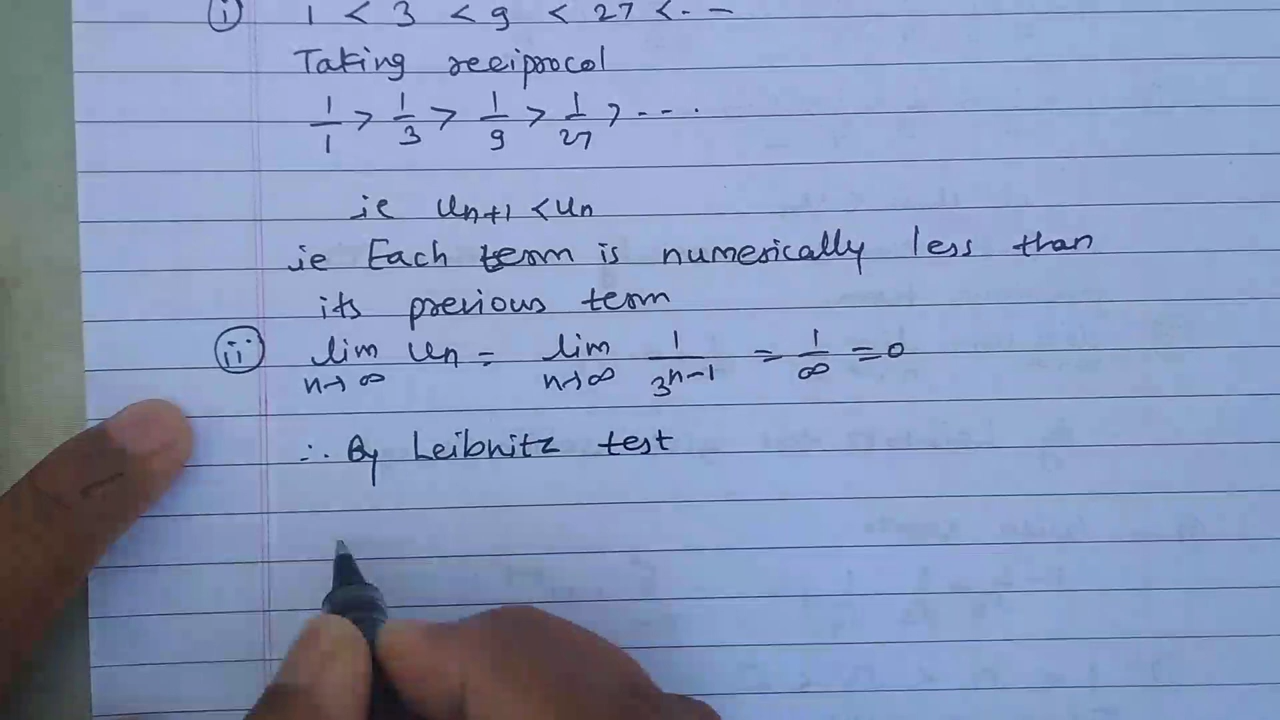 (i) 1 < 3 < 9 < 27 < - -
Taking reciprocal
1/1 > 1/3 > 1/9 > 1/27 > - - - .
ie Un+1 < Un
ie Each term is numerically less than
its previous term
(ii) lim n→∞ Un = lim n→∞ 1/3^(n-1) = 1/∞ = 0
∴ By Leibnitz test